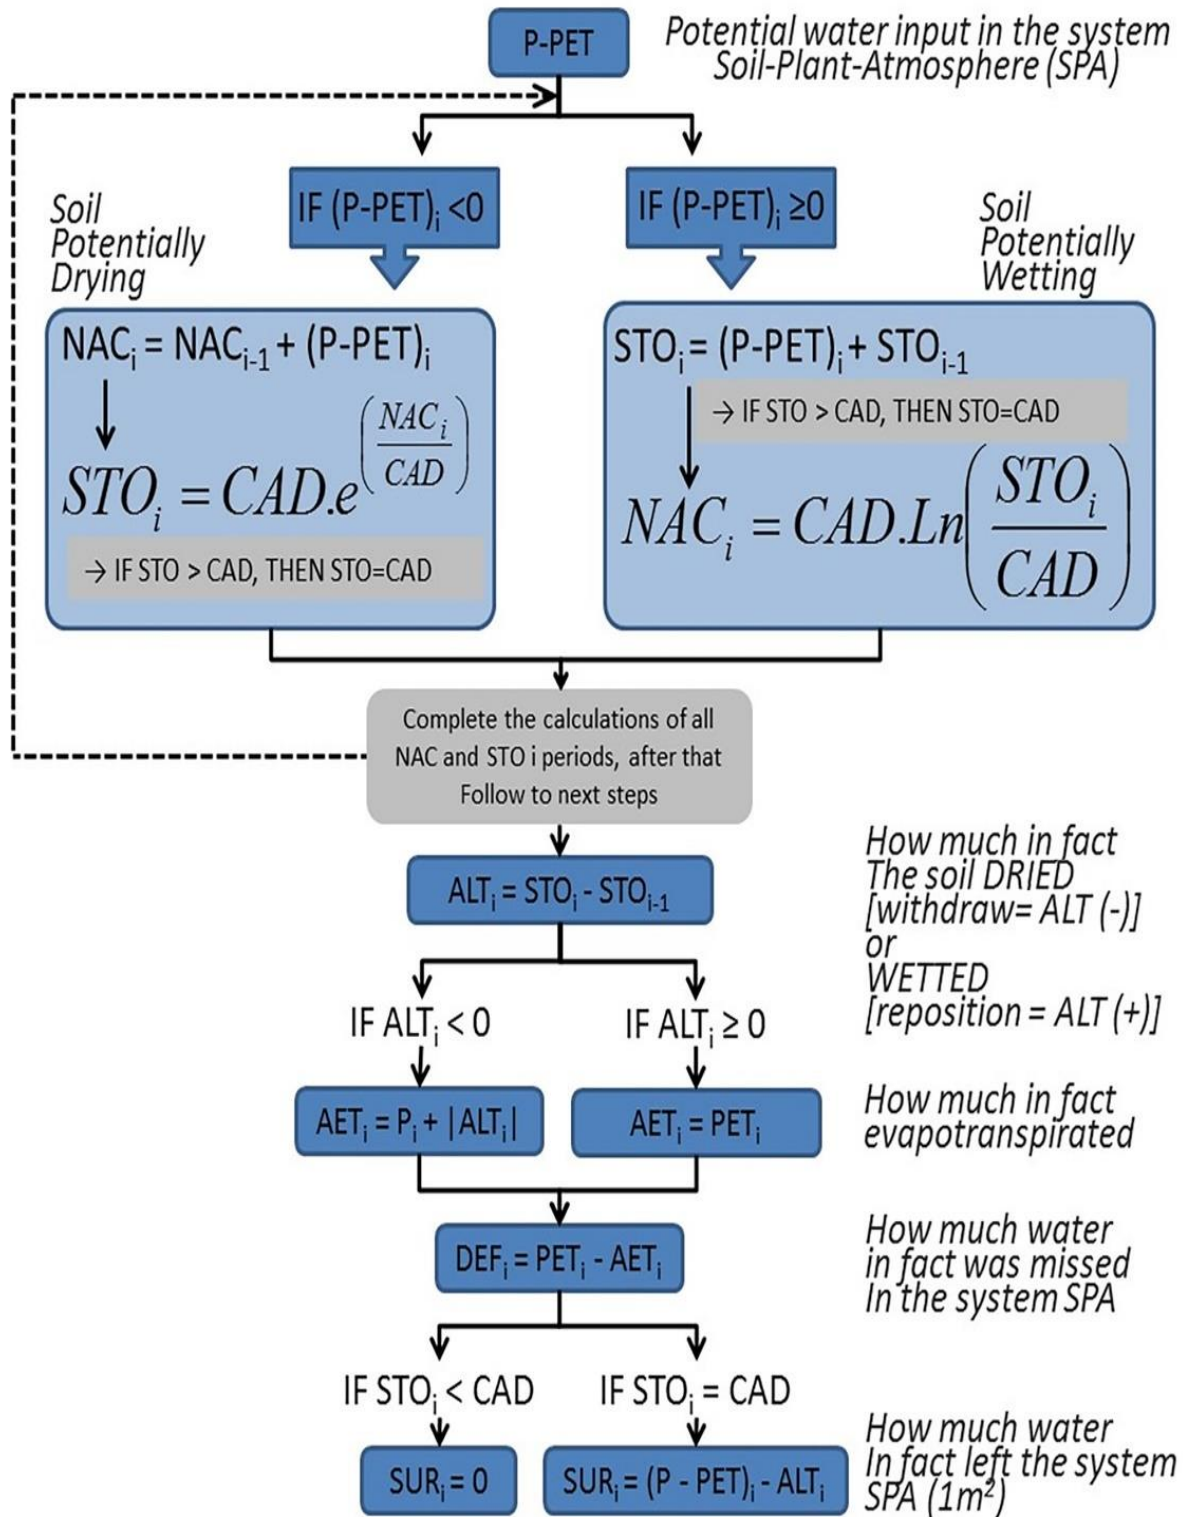 P-PET
Potential water input in the system
Soil-Plant-Atmosphere (SPA)
IF (P-PET)i <0
IF (P-PET)i ≥0
Soil
Potentially
Drying
Soil
Potentially
Wetting
NACi = NACi-1 + (P-PET)i
STOi = CAD.e(NACi/CAD)
→ IF STO > CAD, THEN STO=CAD
STOi = (P-PET)i + STOi-1
→ IF STO > CAD, THEN STO=CAD
NACi = CAD.Ln(STOi/CAD)
Complete the calculations of all
NAC and STO i periods, after that
Follow to next steps
ALTi = STOi - STOi-1
How much in fact
The soil DRIED
[withdraw= ALT (-)]
or
WETTED
[reposition = ALT (+)]
IF ALTi < 0
IF ALTi ≥ 0
AETi = Pi + |ALTi|
AETi = PETi
How much in fact
evapotranspirated
DEFi = PETi - AETi
How much water
in fact was missed
In the system SPA
IF STOi < CAD
IF STOi = CAD
SURi = 0
SURi = (P - PET)i - ALTi
How much water
In fact left the system
SPA (1m²)